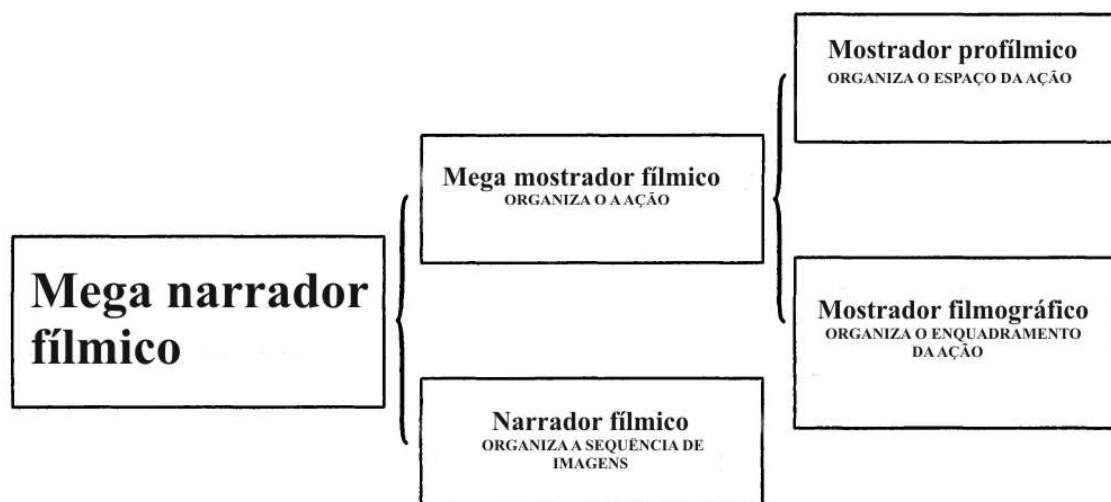 Mega narrador
fílmico
Mega mostrador fílmico
ORGANIZA O A AÇÃO
Narrador fílmico
ORGANIZA A SEQUÊNCIA DE
IMAGENS
Mostrador profílmico
ORGANIZA O ESPAÇO DA AÇÃO
Mostrador filmográfico
ORGANIZA O ENQUADRAMENTO
DA AÇÃO